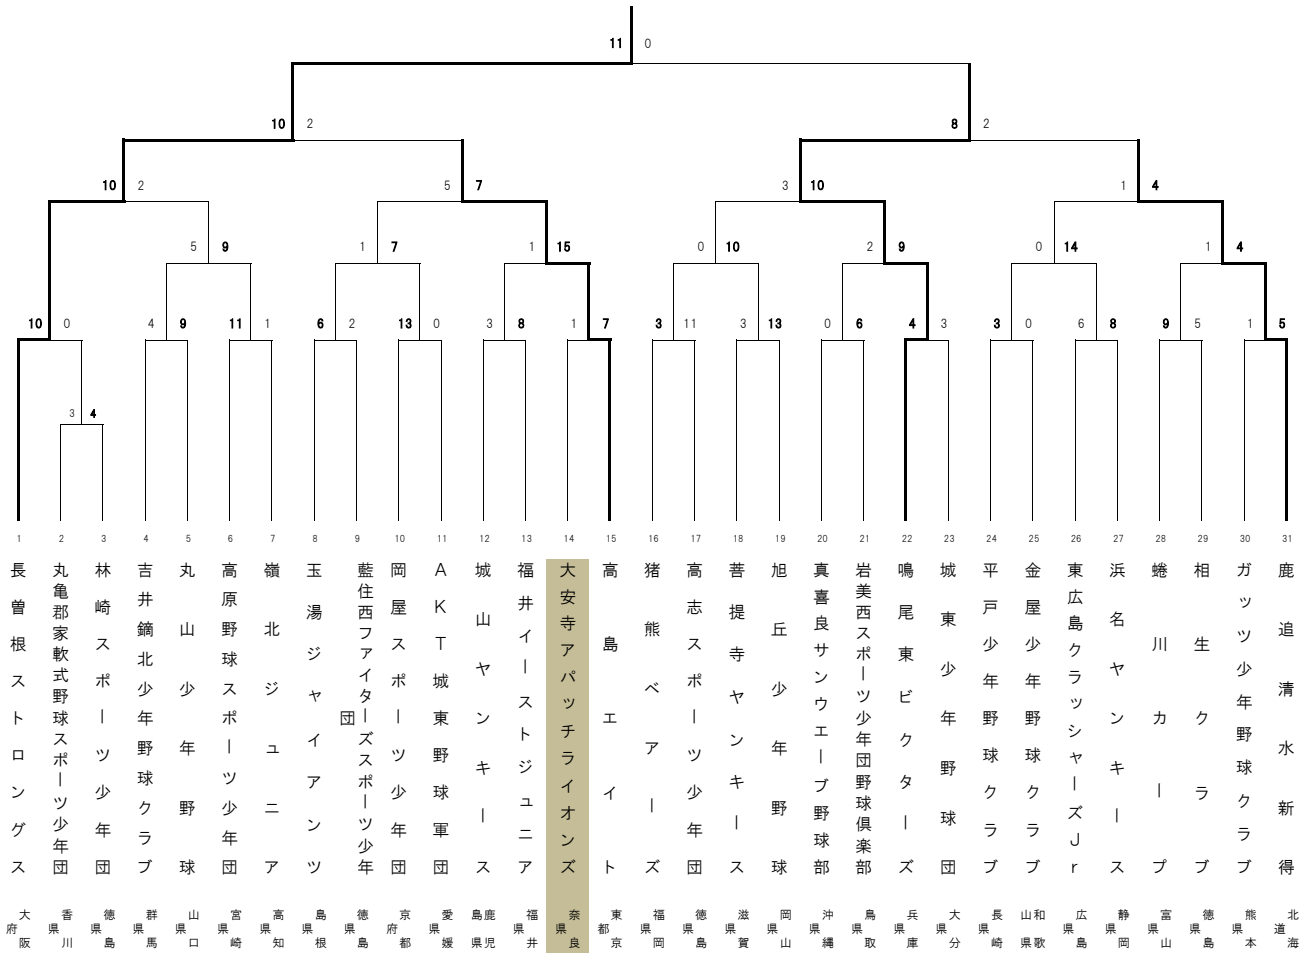 11 0
10 2 8 2
10 2 5 7 3 10 1 4
5 9 1 7 1 15 0 10 2 9 0 14 1 4
10 0 4 9 11 1 6 2 13 0 3 8 1 7 3 11 3 13 0 6 4 3 3 0 6 8 9 5 1 5
3 4
1 2 3 4 5 6 7 8 9 10 11 12 13 14 15 16 17 18 19 20 21 22 23 24 25 26 27 28 29 30 31
長曽根ストロングス
丸亀郡家軟式野球スポーツ少年団
林崎スポーツ少年団
吉井鏑北少年野球クラブ
丸山少年野球
高原野球スポーツ少年団
嶺北ジュニア
玉湯ジャイアンツ
藍住西ファイターズスポーツ少年団
岡屋スポーツ少年団
AKT城東野球軍団
城山ヤンキース
福井イーストジュニア
大安寺アパッチライオンズ
高島エイト
猪熊ベアーズ
高志スポーツ少年団
菩提寺ヤンキース
旭丘少年野球
真喜良サンウエーブ野球部
岩美西スポーツ少年団野球倶楽部
鳴尾東ビクターズ
城東少年野球団
平戸少年野球クラブ
金屋少年野球クラブ
東広島クラッシャーズJr
浜名ヤンキース
蜷川カープ
相生クラブ
ガッツ少年野球クラブ
鹿追清水新得
大阪府
香川県
徳島県
群馬県
山口県
宮崎県
高知県
島根県
徳島県
京都府
愛媛県
鹿児島県
福井県
奈良県
東京都
福岡県
徳島県
滋賀県
岡山県
沖縄県
鳥取県
兵庫県
大分県
長崎県
和歌山県
広島県
静岡県
富山県
徳島県
熊本県
北海道